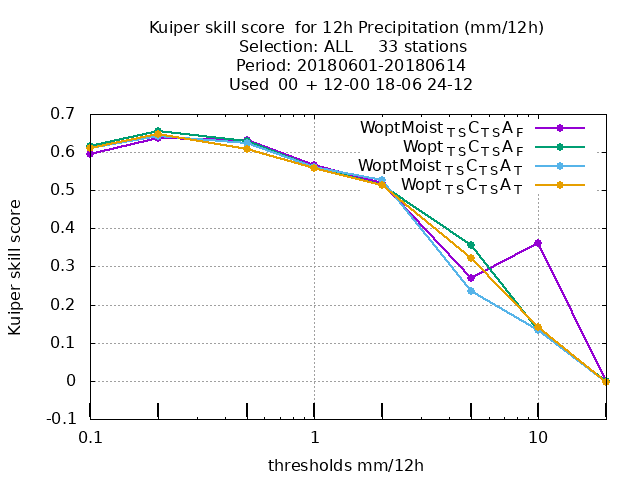 Kuiper skill score for 12h Precipitation (mm/12h)
Selection: ALL 33 stations
Period: 20180601-20180614
Used 00 + 12-00 18-06 24-12
WoptMoist TS C TS A F
Wopt TS C TS A F
WoptMoist TS C TS A T
Wopt TS C TS A T
Kuiper skill score
0.7
0.6
0.5
0.4
0.3
0.2
0.1
0
-0.1
0.1 1 10
thresholds mm/12h